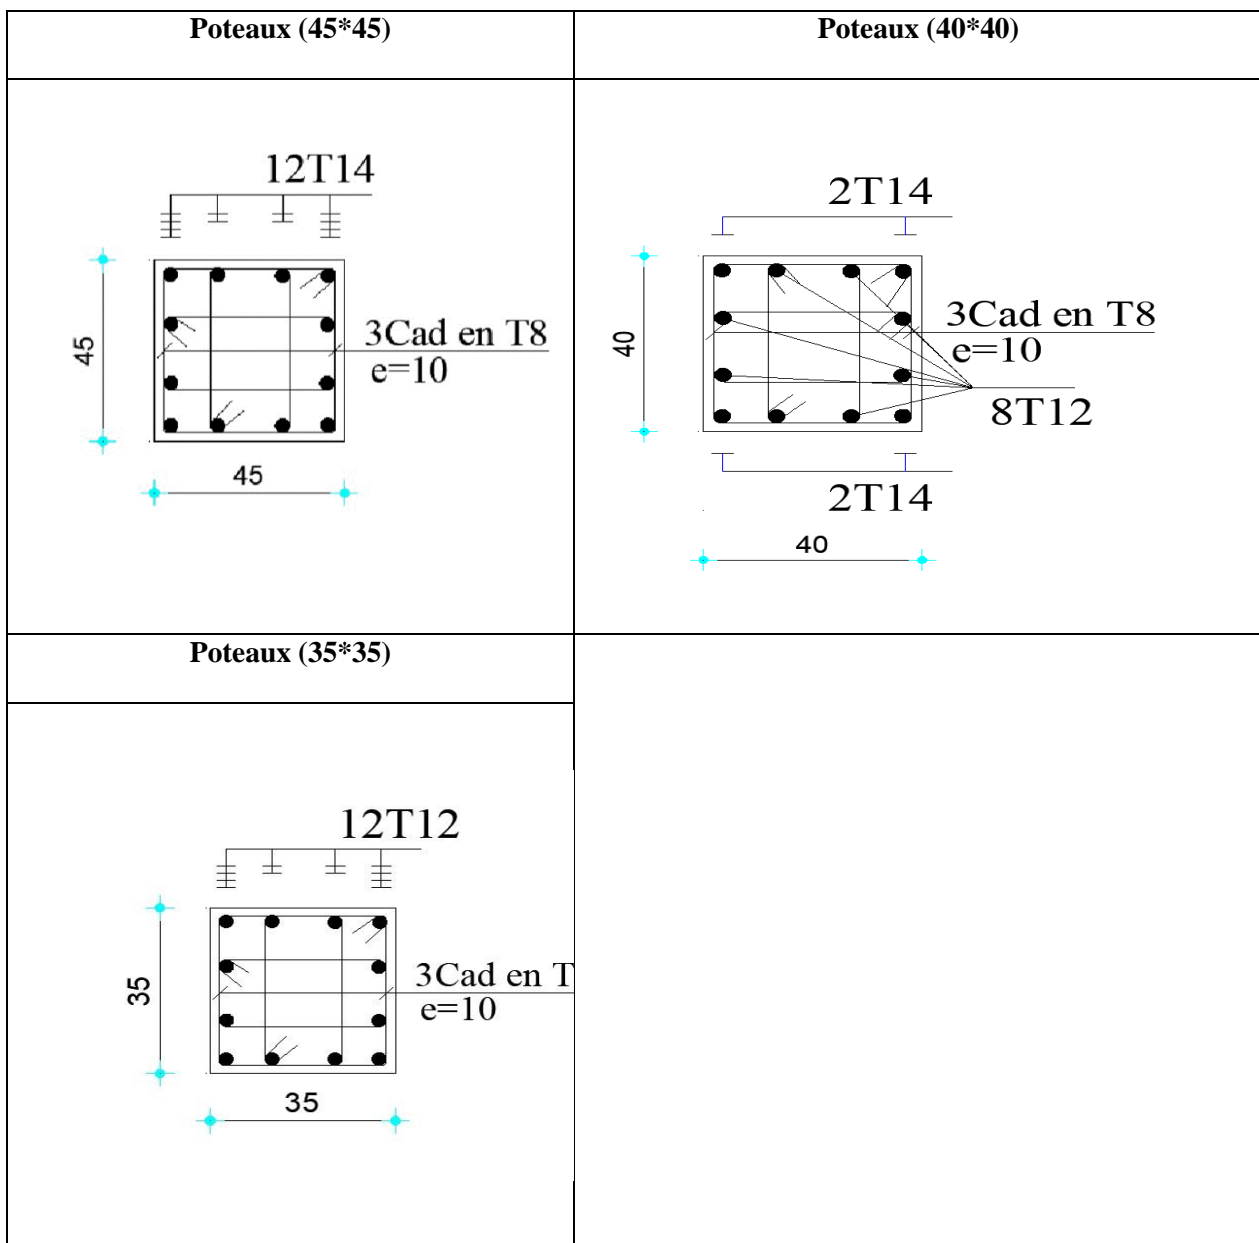 Poteaux (45*45)
Poteaux (40*40)
12T14
45
3Cad en T8
e=10
45
2T14
40
3Cad en T8
e=10
8T12
2T14
40
Poteaux (35*35)
12T12
35
3Cad en T
e=10
35